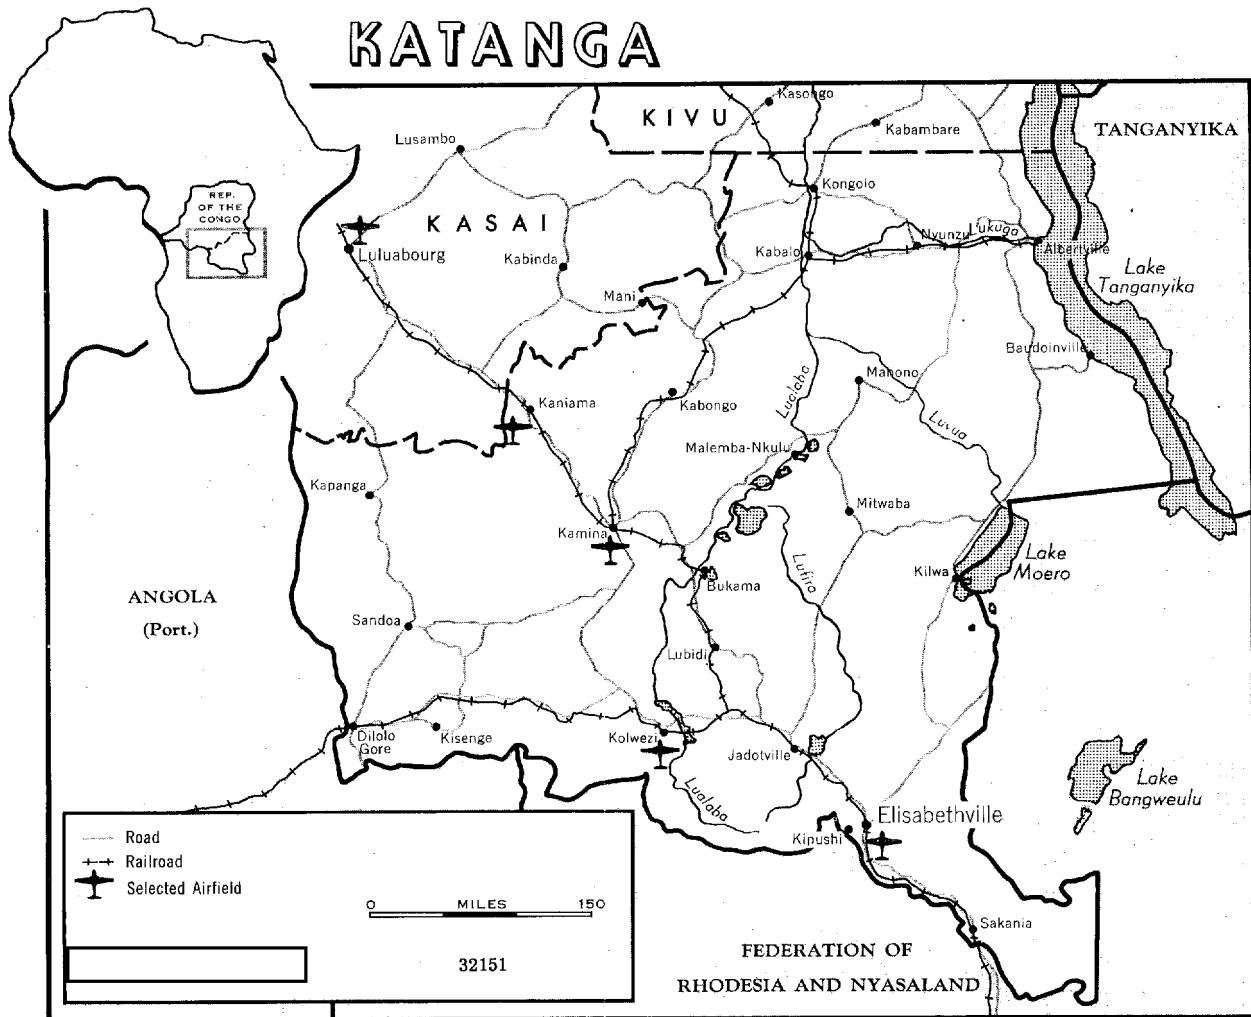 KATANGA
REP.
OF THE
CONGO
KIVU
Kasongo
Kabambare
TANGANYIKA
Lusambo
Kongolo
KASAI
Luluabourg
Kabinda
Kabalo
Nyunzu
Lukuga
Albertville
Lake
Tanganyika
Mani
Baudoinville
Kaniama
Kabongo
Lualaba
Manono
Luvua
Malemba-Nkulu
Kapanga
Mitwaba
Kamina
Bukama
Lufira
Kilwa
Lake
Moero
ANGOLA
(Port.)
Sandoa
Lubidi
Dilolo
Gore
Kisenge
Kolwezi
Jadotville
Lualaba
Lake
Bangweulu
Elisabethville
Kipushi
Sakania
Road
Railroad
Selected Airfield
0 MILES 150
32151
FEDERATION OF
RHODESIA AND NYASALAND